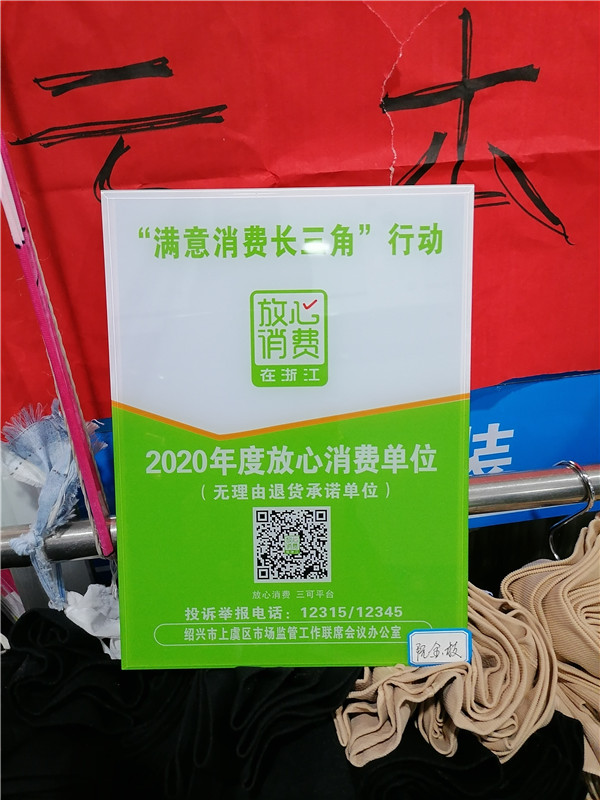 元本
“满意消费长三角”行动
放心
消费
在浙江
2020年度放心消费单位
（无理由退货承诺单位）
装
放心消费 三可平台
投诉举报电话：12315/12345
绍兴市上虞区市场监管工作联席会议办公室